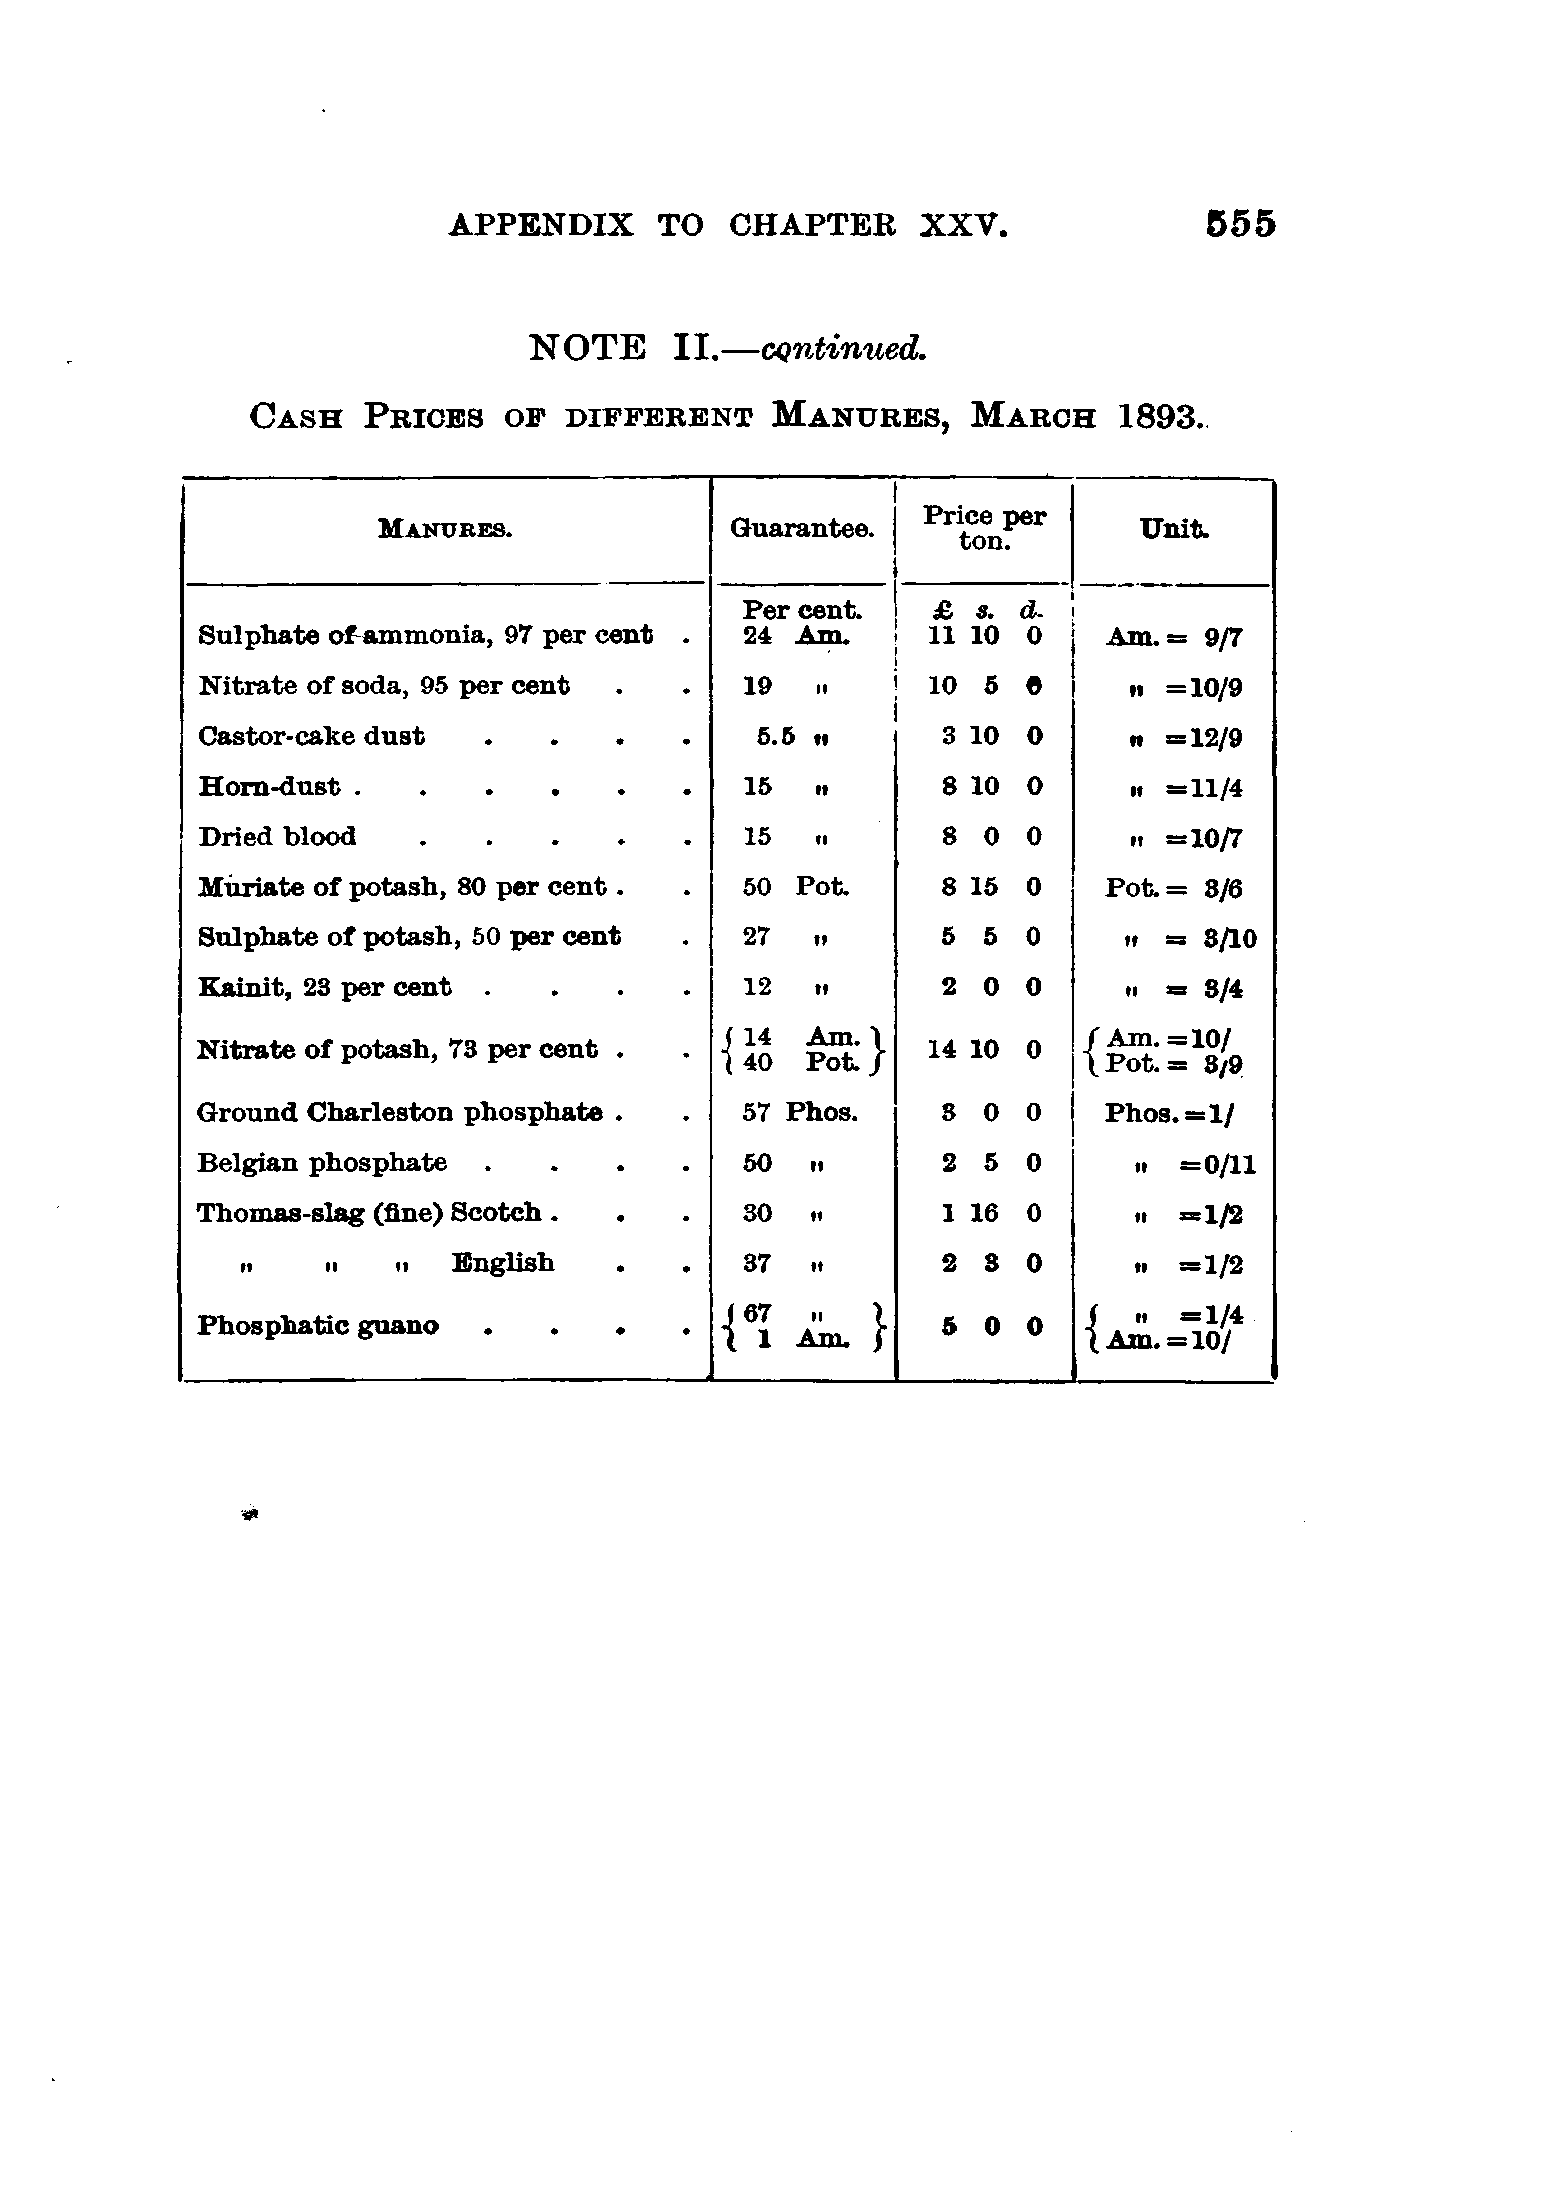 APPENDIX TO CHAPTER XXV. 555
NOTE II.—continued.
CASH PRICES OF DIFFERENT MANURES, MARCH 1893.
MANURES. Guarantee. Price per ton. Unit.
Per cent. £ s. d.
Sulphate of ammonia, 97 per cent . 24 Am. 11 10 0 Am. = 9/7
Nitrate of soda, 95 per cent . . 19 " 10 5 0 " =10/9
Castor-cake dust . . . . 5.5 " 3 10 0 " =12/9
Horn-dust . . . . . . 15 " 8 10 0 " =11/4
Dried blood . . . . . 15 " 8 0 0 " =10/7
Muriate of potash, 80 per cent . . 50 Pot. 8 15 0 Pot. = 3/6
Sulphate of potash, 50 per cent . 27 " 5 5 0 " = 3/10
Kainit, 23 per cent . . . . 12 " 2 0 0 " = 3/4
Nitrate of potash, 73 per cent . . { 14 Am. } 14 10 0 { Am. =10/
{ 40 Pot. } { Pot. = 3/9
Ground Charleston phosphate . . 57 Phos. 3 0 0 Phos. =1/
Belgian phosphate . . . . 50 " 2 5 0 " =0/11
Thomas-slag (fine) Scotch . . . 30 " 1 16 0 " =1/2
" " " English . . 37 " 2 3 0 " =1/2
Phosphatic guano . . . . { 67 " } 5 0 0 { " =1/4
{ 1 Am. } { Am. =10/